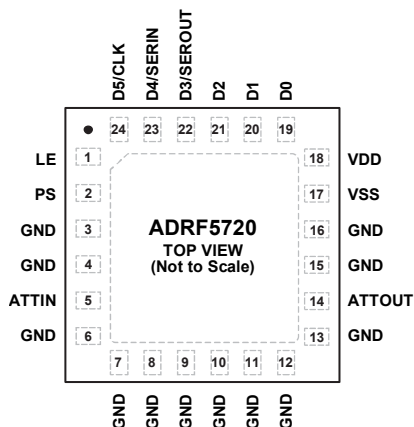 D5/CLK
D4/SERIN
D3/SEROUT
D2
D1
D0
24 23 22 21 20 19
LE 1 18 VDD
PS 2 17 VSS
GND 3 16 GND
GND 4 15 GND
ATTIN 5 14 ATTOUT
GND 6 13 GND
ADRF5720
TOP VIEW
(Not to Scale)
7 8 9 10 11 12
GND
GND
GND
GND
GND
GND